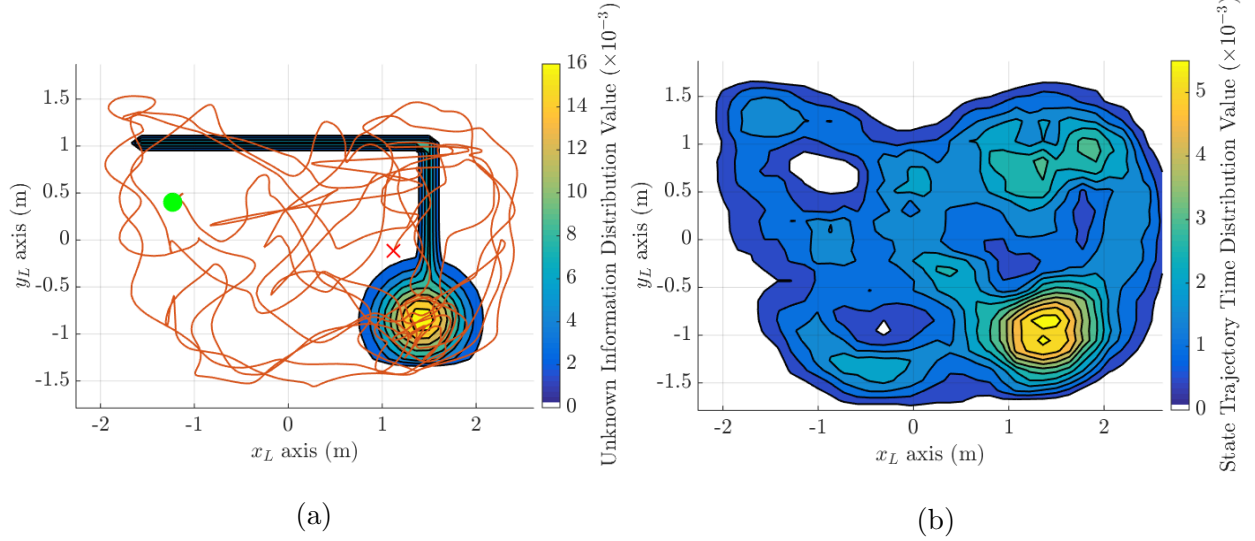 16
14
12
10
8
6
4
2
0
Unknown Information Distribution Value (×10⁻³)
1.5
1
0.5
0
-0.5
-1
-1.5
y_L axis (m)
-2 -1 0 1 2
x_L axis (m)
(a)
1.5
1
0.5
0
-0.5
-1
-1.5
y_L axis (m)
-2 -1 0 1 2
x_L axis (m)
5
4
3
2
1
0
State Trajectory Time Distribution Value (×10⁻³)
(b)